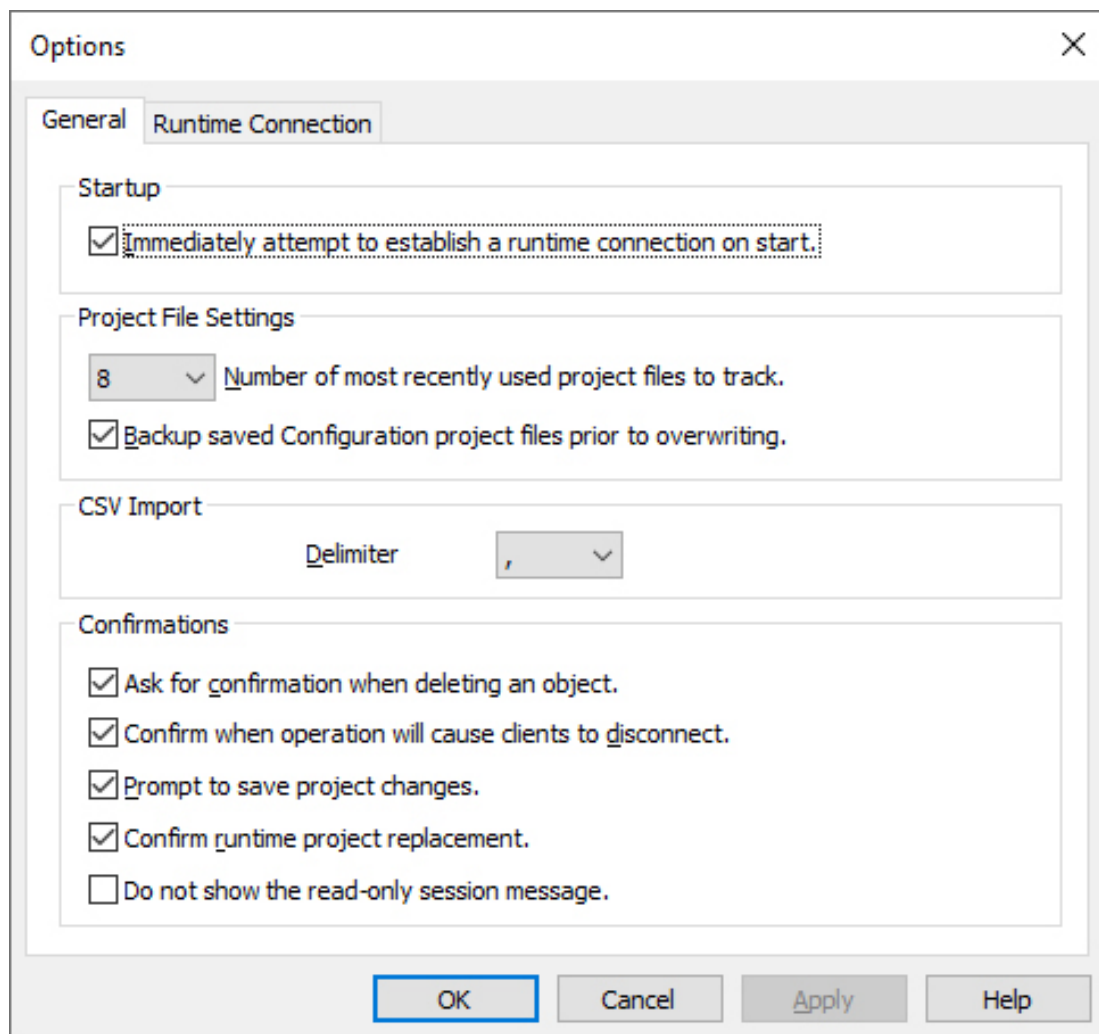 Options
General
Runtime Connection
Startup
Immediately attempt to establish a runtime connection on start.
Project File Settings
8 Number of most recently used project files to track.
Backup saved Configuration project files prior to overwriting.
CSV Import
Delimiter ,
Confirmations
Ask for confirmation when deleting an object.
Confirm when operation will cause clients to disconnect.
Prompt to save project changes.
Confirm runtime project replacement.
Do not show the read-only session message.
OK Cancel Apply Help